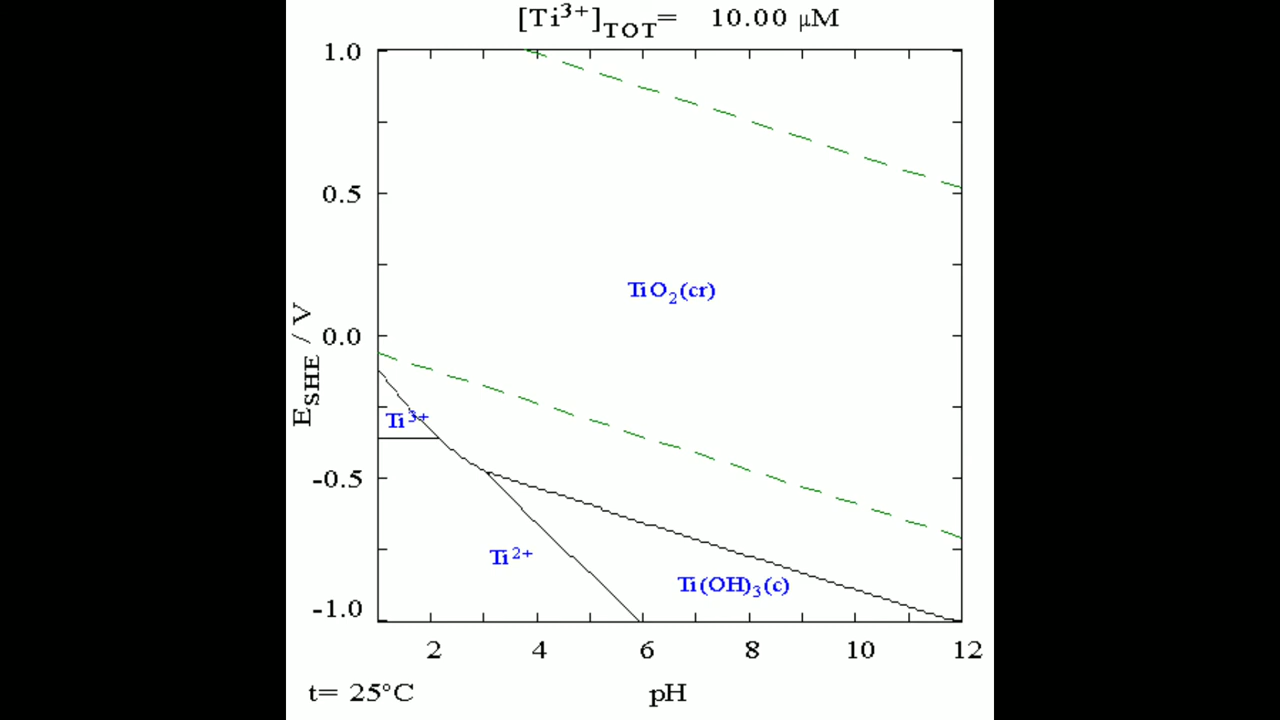 [Ti³⁺]TOT= 10.00 µM
1.0
0.5
0.0
-0.5
-1.0
E_SHE / V
TiO₂(cr)
Ti³⁺
Ti²⁺
Ti(OH)₃(c)
2 4 6 8 10 12
t= 25°C pH